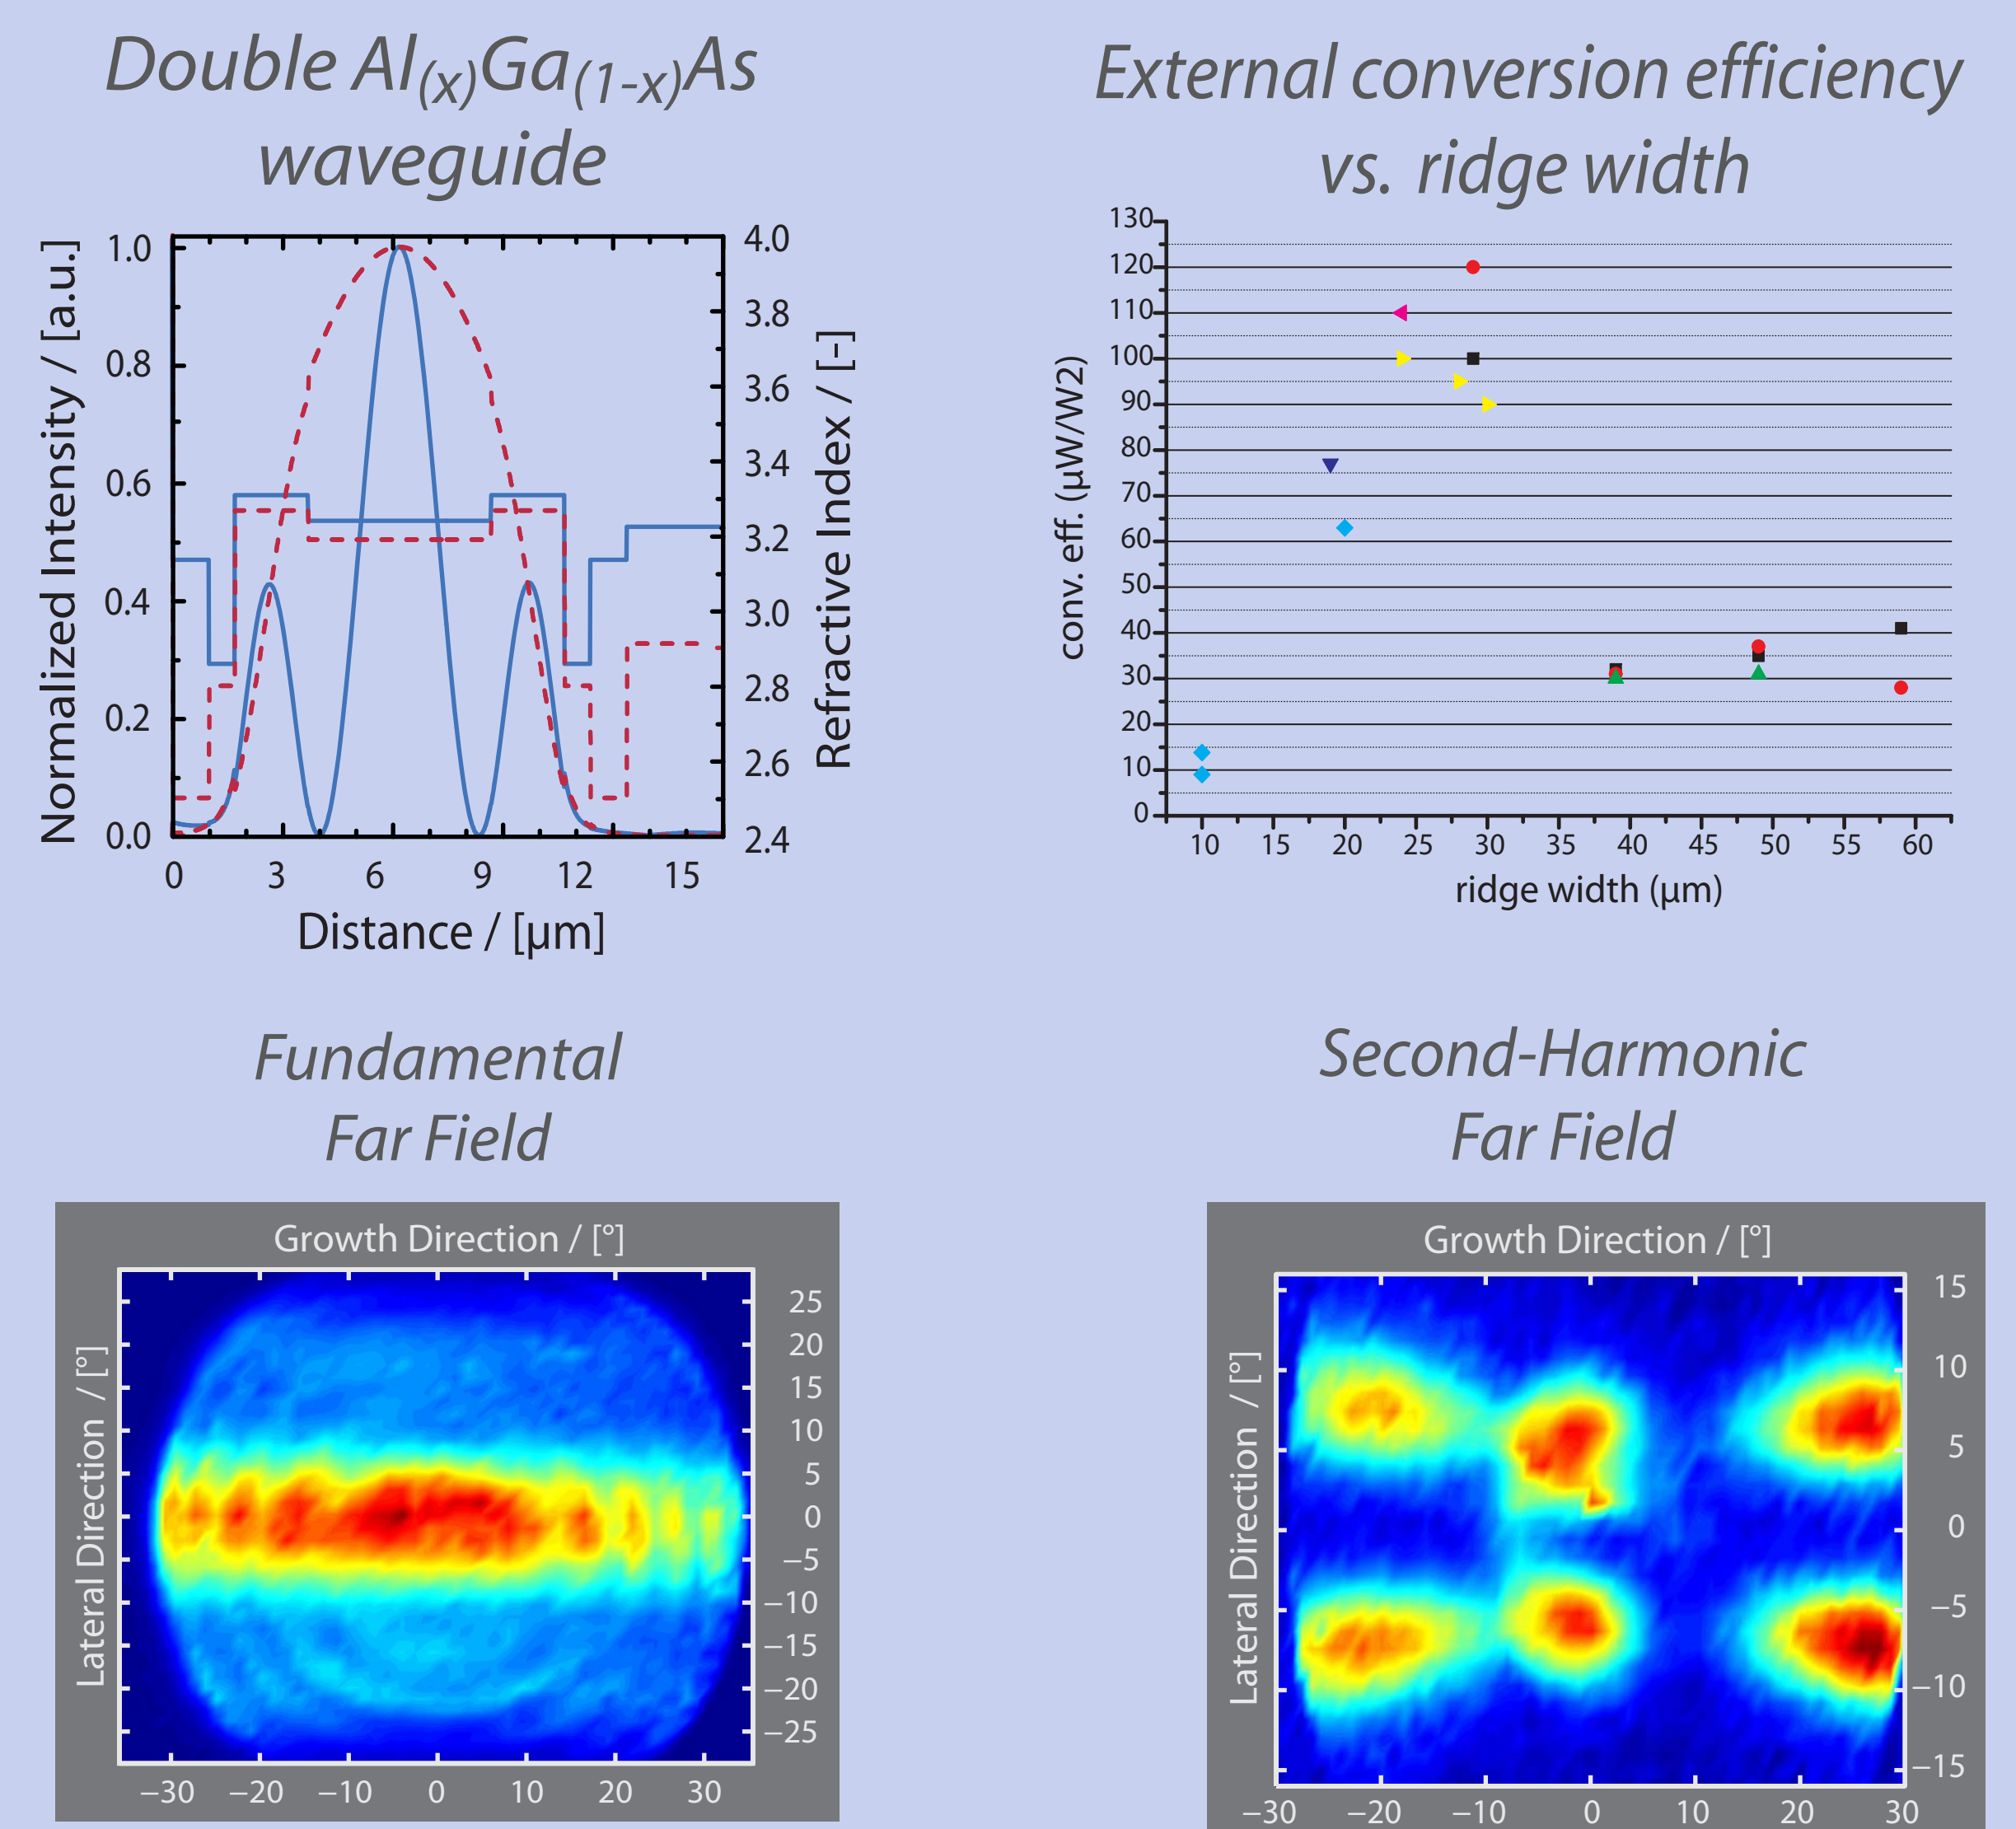 Double Al(x)Ga(1-x)As
waveguide
Normalized Intensity / [a.u.]
1.0
0.8
0.6
0.4
0.2
0.0
4.0
3.8
3.6
3.4
3.2
3.0
2.8
2.6
2.4
Refractive Index / [-]
0 3 6 9 12 15
Distance / [µm]
External conversion efficiency
vs. ridge width
conv. eff. (µW/W2)
130
120
110
100
90
80
70
60
50
40
30
20
10
0
10 15 20 25 30 35 40 45 50 55 60
ridge width (µm)
Fundamental
Far Field
Growth Direction / [°]
Lateral Direction / [°]
25
20
15
10
5
0
−5
−10
−15
−20
−25
−30 −20 −10 0 10 20 30
Second-Harmonic
Far Field
Growth Direction / [°]
Lateral Direction / [°]
15
10
5
0
−5
−10
−15
−30 −20 −10 0 10 20 30